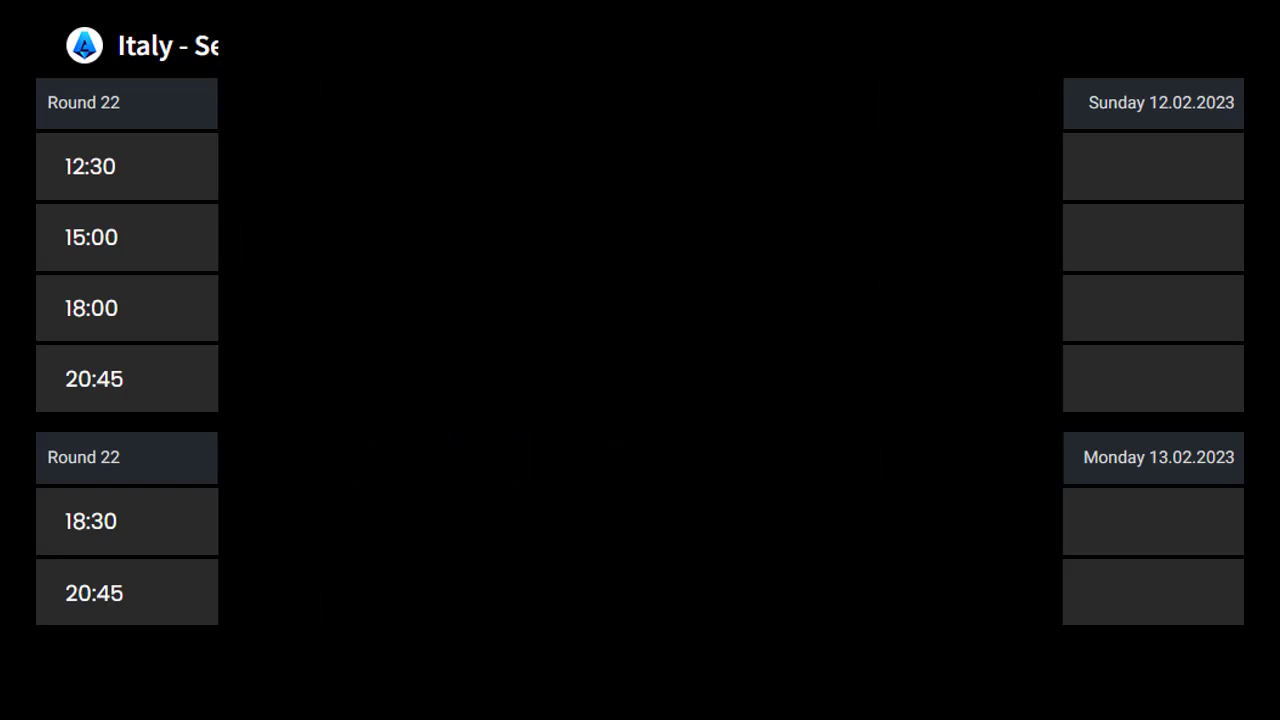 Italy - Se
Round 22 Sunday 12.02.2023
12:30
15:00
18:00
20:45
Round 22 Monday 13.02.2023
18:30
20:45